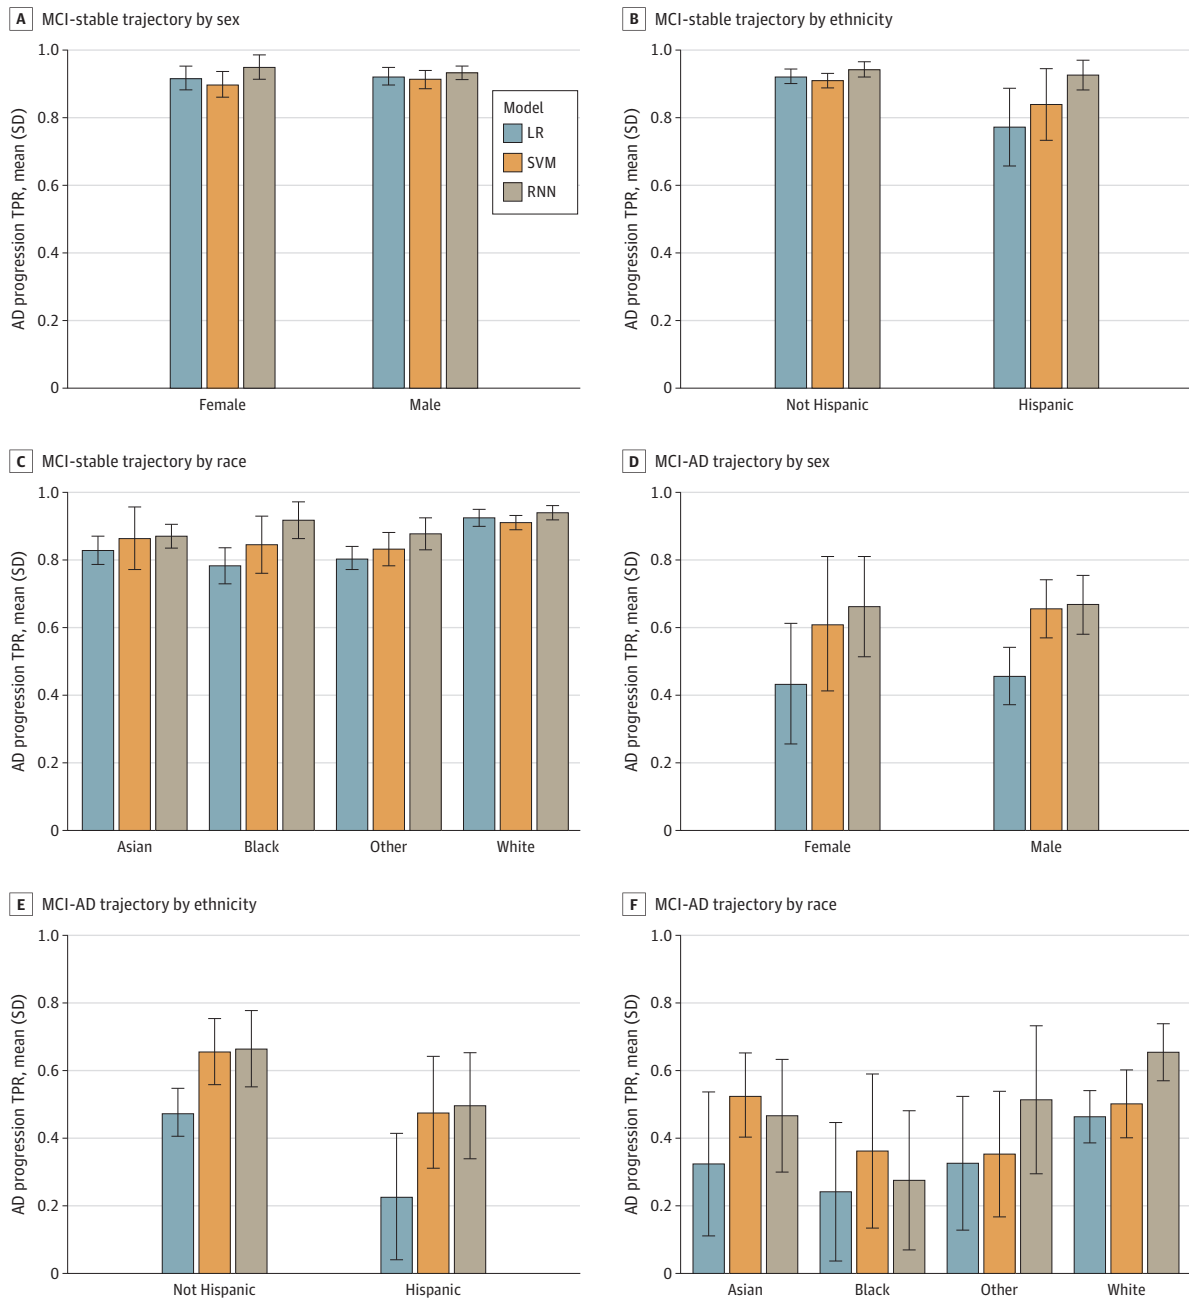 A MCI-stable trajectory by sex
AD progression TPR, mean (SD)
1.0
0.8
0.6
0.4
0.2
0
Female
Male
Model
LR
SVM
RNN
B MCI-stable trajectory by ethnicity
AD progression TPR, mean (SD)
1.0
0.8
0.6
0.4
0.2
0
Not Hispanic
Hispanic
C MCI-stable trajectory by race
AD progression TPR, mean (SD)
1.0
0.8
0.6
0.4
0.2
0
Asian
Black
Other
White
D MCI-AD trajectory by sex
AD progression TPR, mean (SD)
1.0
0.8
0.6
0.4
0.2
0
Female
Male
E MCI-AD trajectory by ethnicity
AD progression TPR, mean (SD)
1.0
0.8
0.6
0.4
0.2
0
Not Hispanic
Hispanic
F MCI-AD trajectory by race
AD progression TPR, mean (SD)
1.0
0.8
0.6
0.4
0.2
0
Asian
Black
Other
White